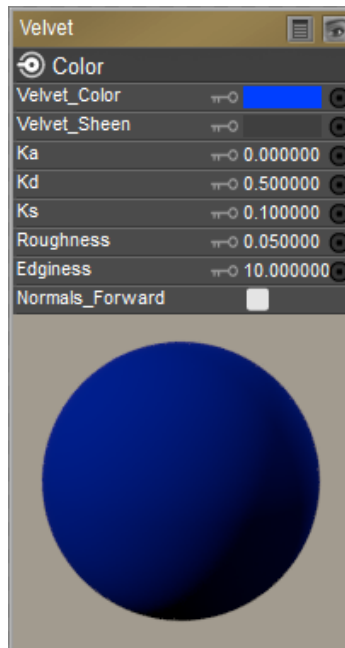 Velvet
Color
Velvet_Color
Velvet_Sheen
Ka 0.000000
Kd 0.500000
Ks 0.100000
Roughness 0.050000
Edginess 10.000000
Normals_Forward